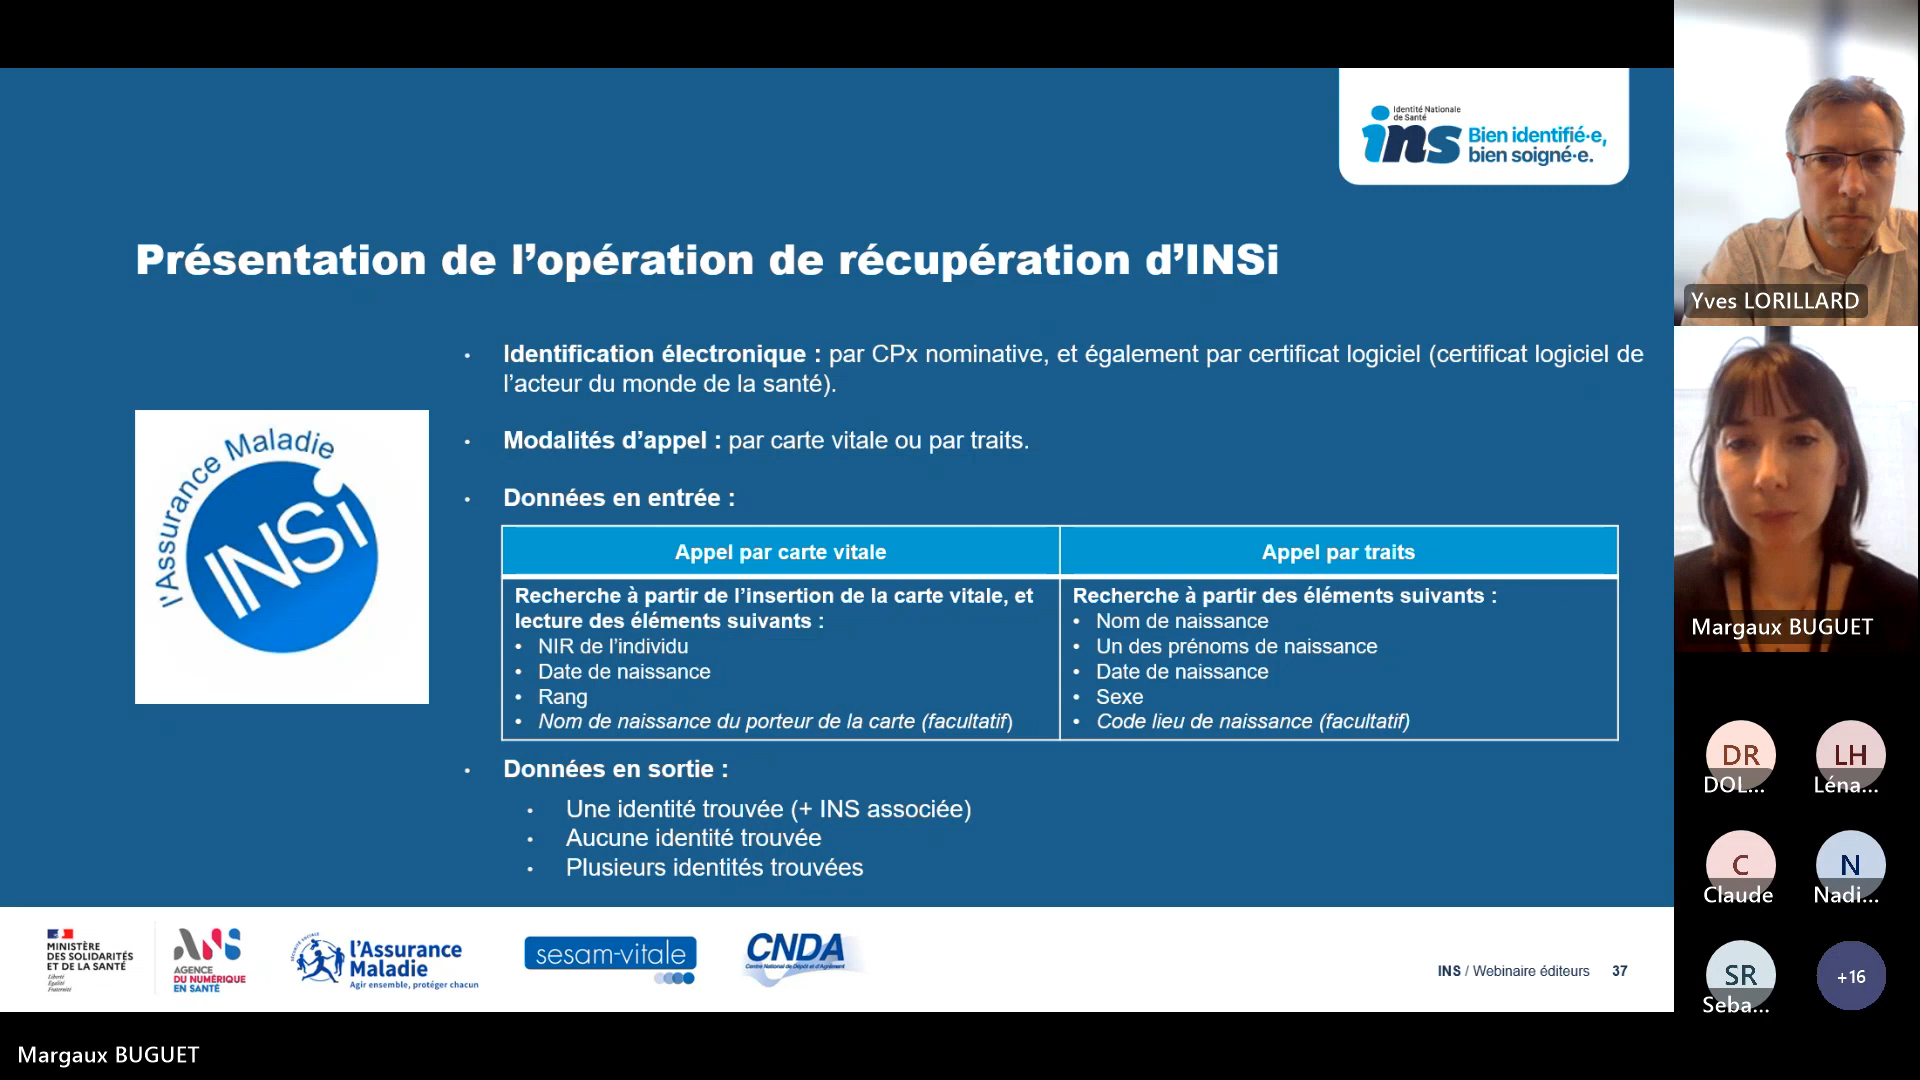 Identité Nationale
de Santé
ins
Bien identifié·e,
bien soigné·e.
Présentation de l’opération de récupération d’INSi
• Identification électronique : par CPx nominative, et également par certificat logiciel (certificat logiciel de
l’acteur du monde de la santé).
• Modalités d’appel : par carte vitale ou par traits.
• Données en entrée :
l'Assurance Maladie
INSi
Appel par carte vitale
Appel par traits
Recherche à partir de l’insertion de la carte vitale, et
lecture des éléments suivants :
• NIR de l’individu
• Date de naissance
• Rang
• Nom de naissance du porteur de la carte (facultatif)
Recherche à partir des éléments suivants :
• Nom de naissance
• Un des prénoms de naissance
• Date de naissance
• Sexe
• Code lieu de naissance (facultatif)
• Données en sortie :
• Une identité trouvée (+ INS associée)
• Aucune identité trouvée
• Plusieurs identités trouvées
MINISTÈRE
DES SOLIDARITÉS
ET DE LA SANTÉ
Liberté
Égalité
Fraternité
ANS
AGENCE
DU NUMÉRIQUE
EN SANTÉ
SÉCURITÉ SOCIALE
l’Assurance
Maladie
Agir ensemble, protéger chacun
sesam-vitale
CNDA
Centre National de Dépôt et d'Agrément
INS / Webinaire éditeurs 37
Yves LORILLARD
Margaux BUGUET
DR
DOL...
LH
Léna...
C
Claude
N
Nadi...
SR
Seba...
+16
Margaux BUGUET